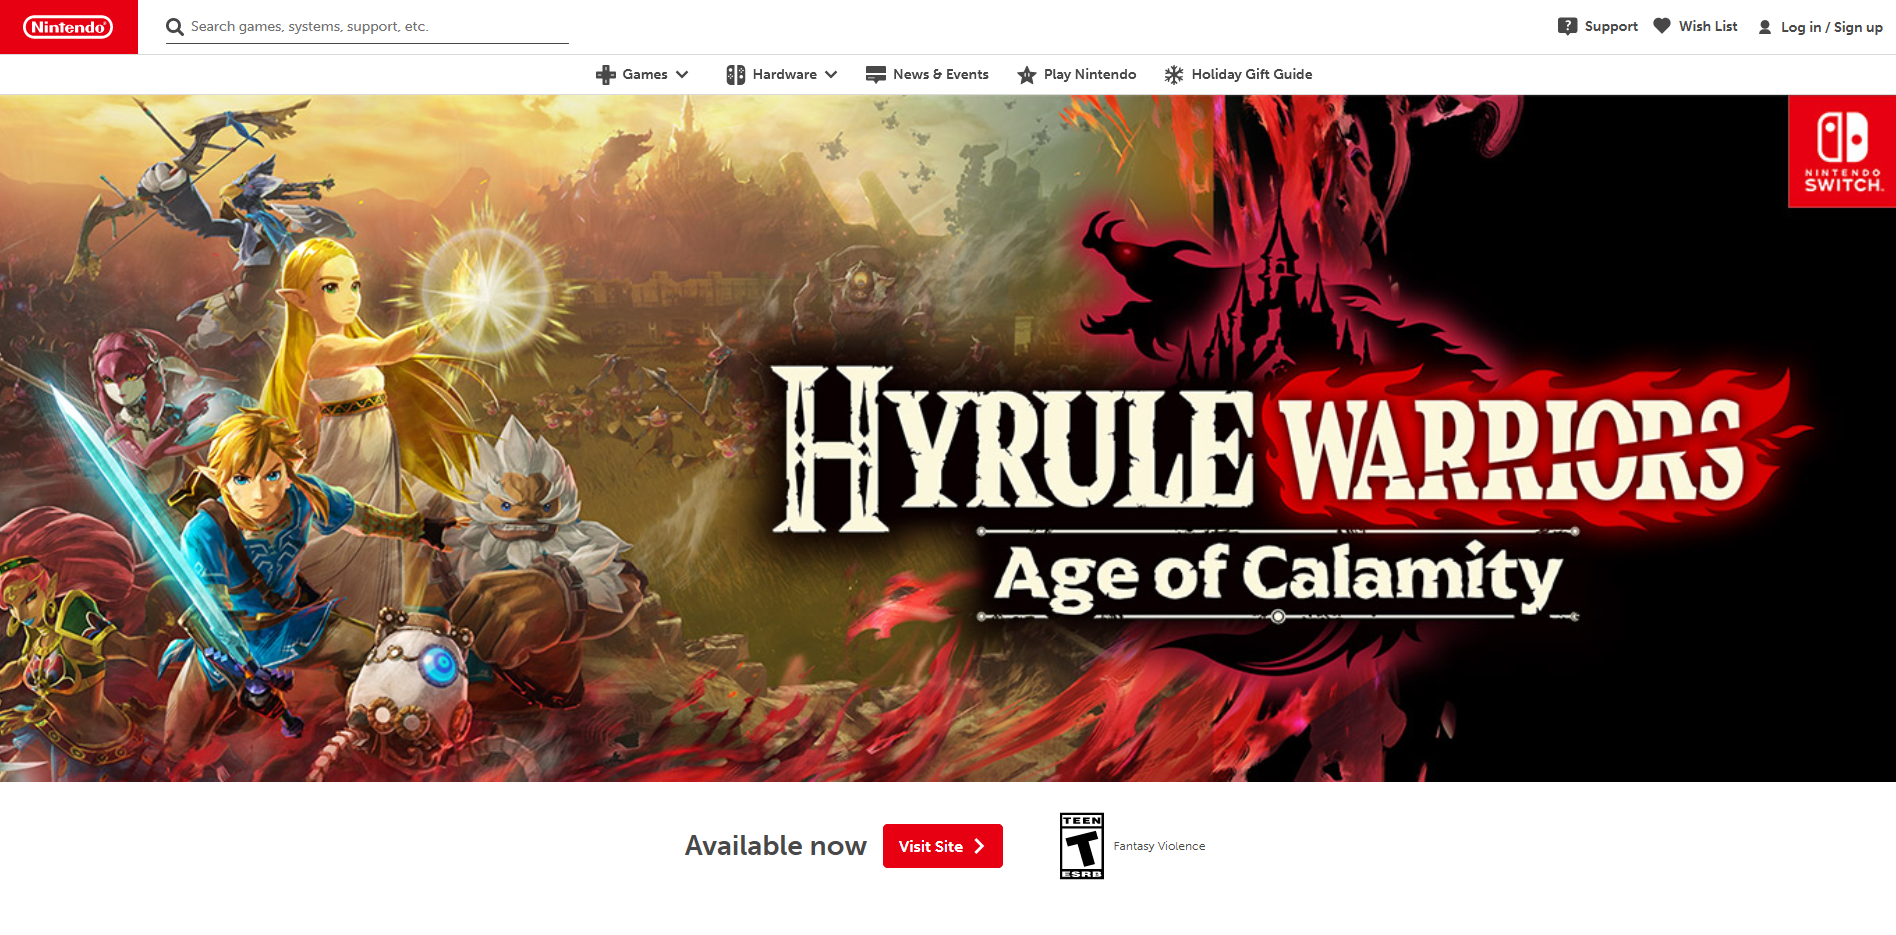 Nintendo
Search games, systems, support, etc.
Support
Wish List
Log in / Sign up
Games
Hardware
News & Events
Play Nintendo
Holiday Gift Guide
NINTENDO
SWITCH
HYRULE WARRIORS
Age of Calamity
Available now
Visit Site
TEEN
T
ESRB
Fantasy Violence